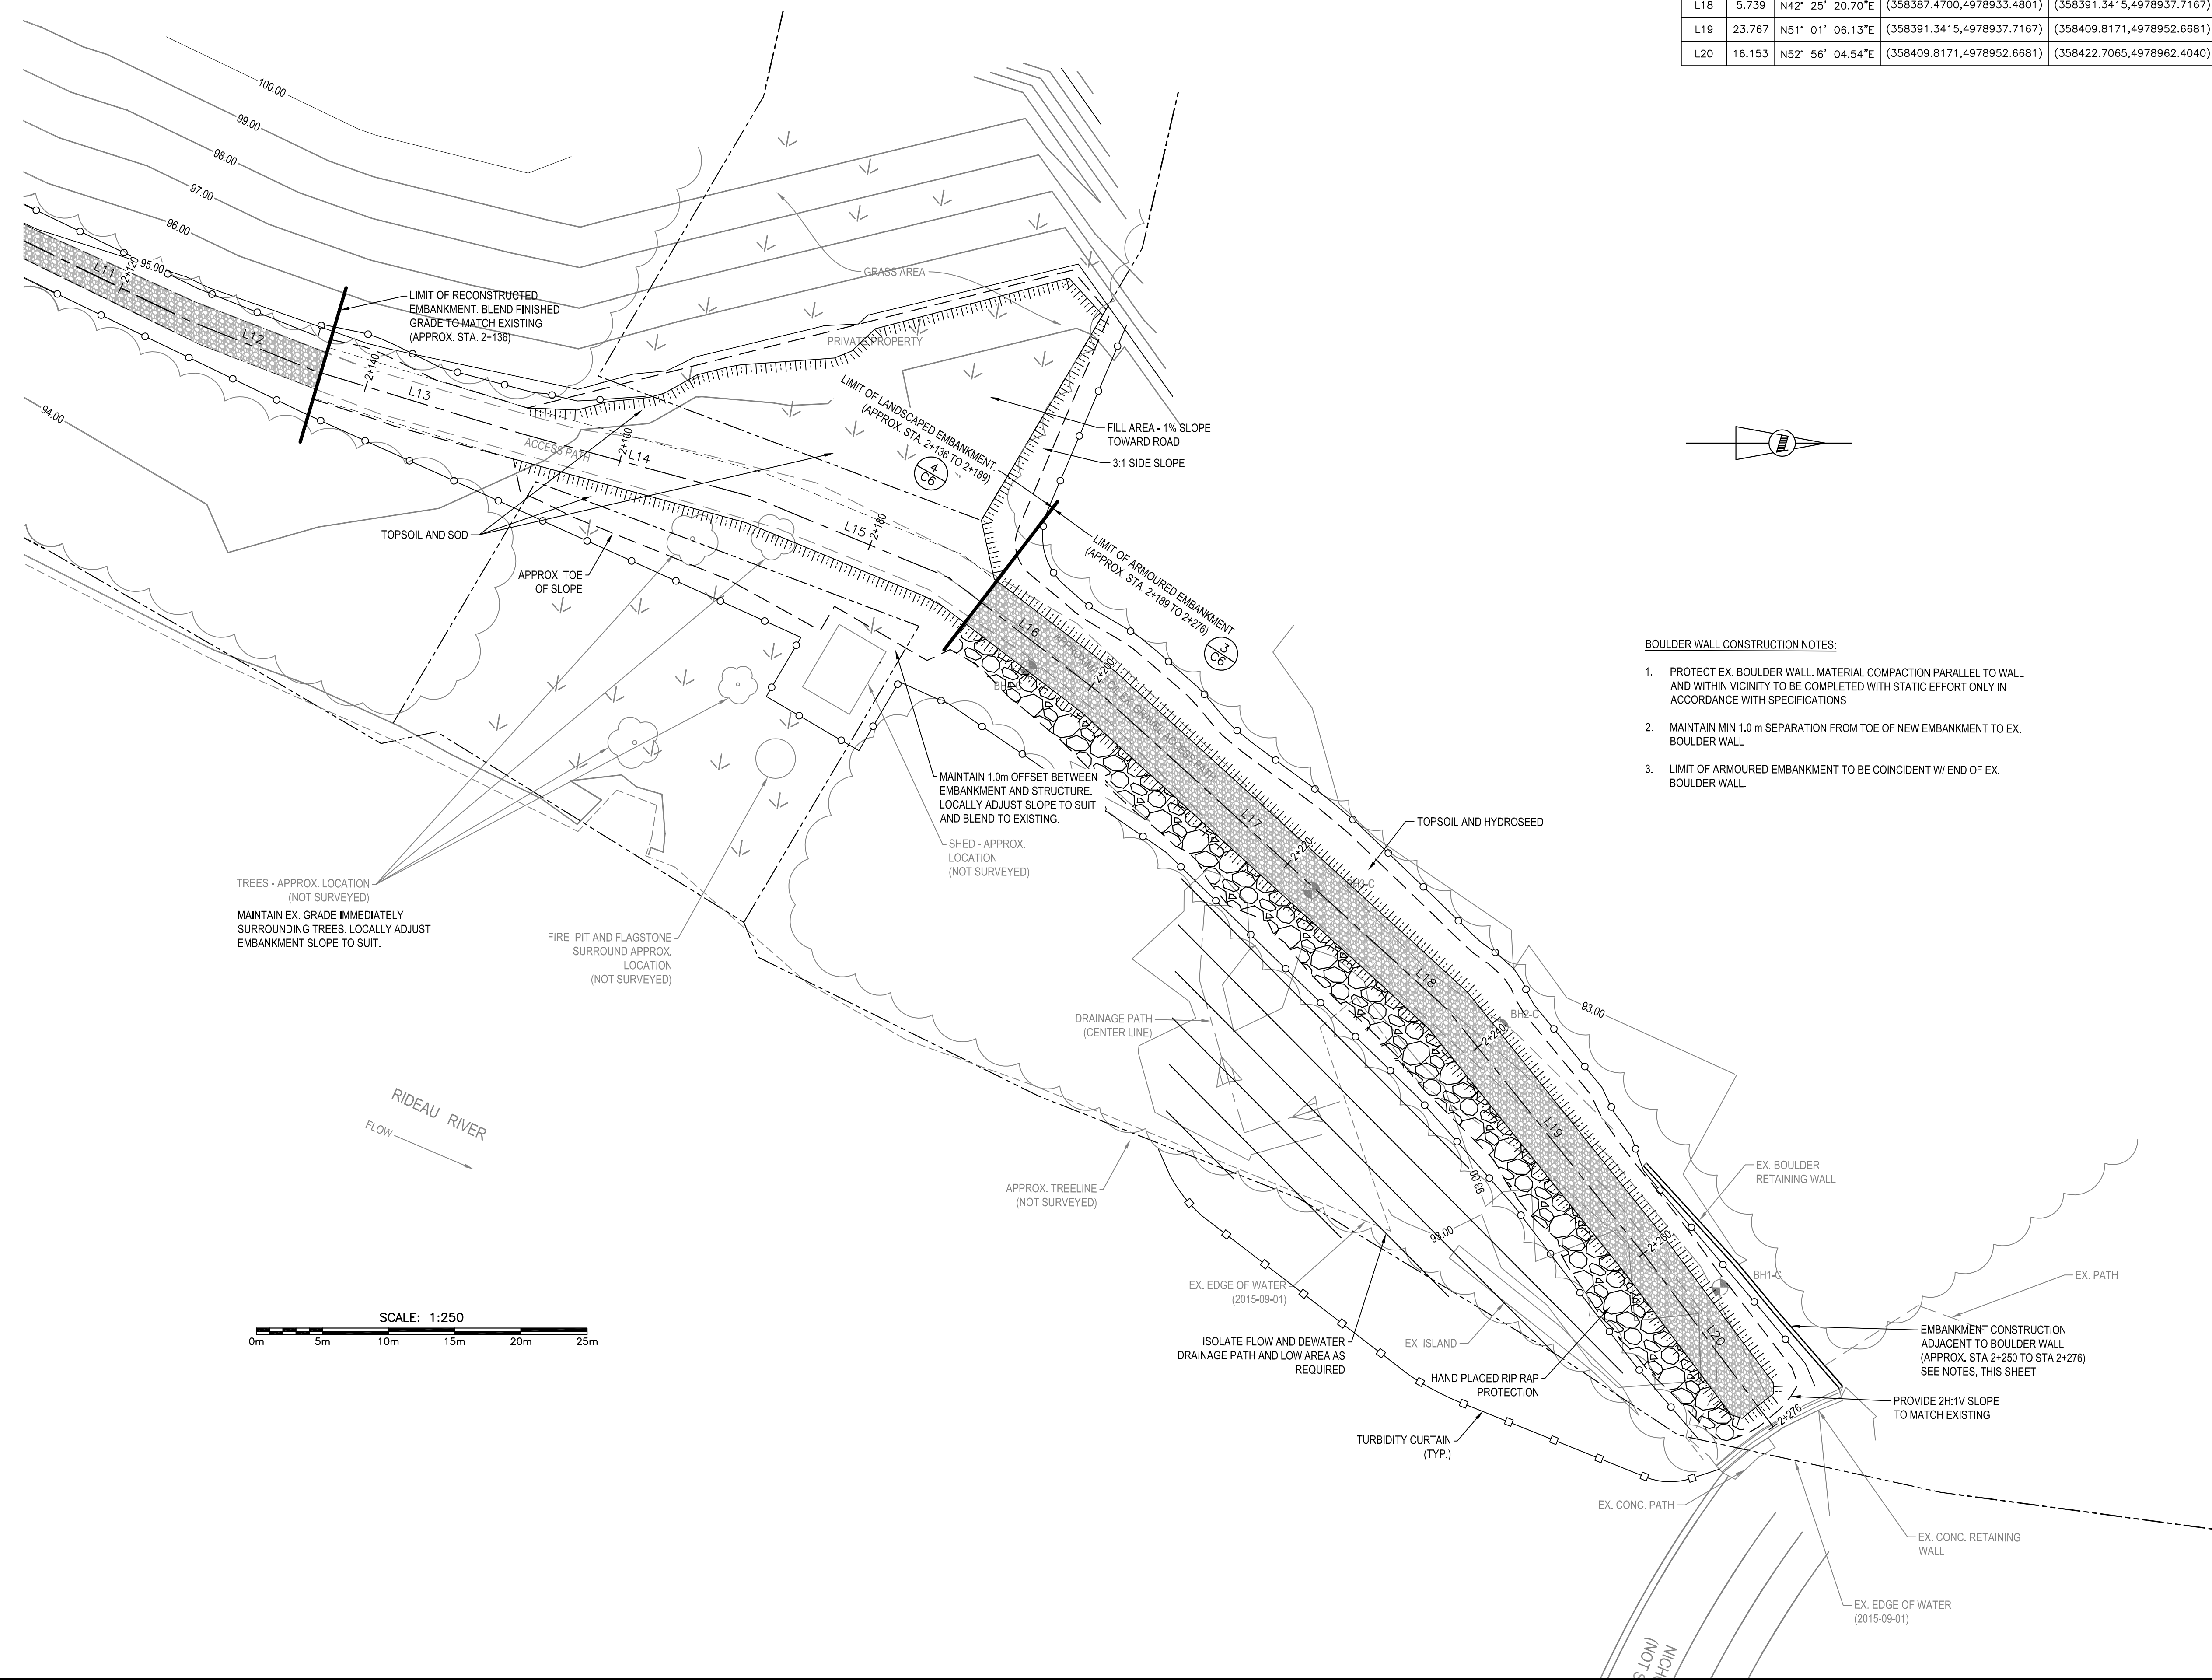 L18 5.739 N42° 25' 20.70"E (358387.4700,4978933.4801) (358391.3415,4978937.7167)
L19 23.767 N51° 01' 06.13"E (358391.3415,4978937.7167) (358409.8171,4978952.6681)
L20 16.153 N52° 56' 04.54"E (358409.8171,4978952.6681) (358422.7065,4978962.4040)
100.00
99.00
98.00
97.00
96.00
95.00
94.00
L11
2+120
L12
LIMIT OF RECONSTRUCTED
EMBANKMENT. BLEND FINISHED
GRADE TO MATCH EXISTING
(APPROX. STA. 2+136)
GRASS AREA
PRIVATE PROPERTY
2+140
L13
ACCESS PATH
2+160
L14
LIMIT OF LANDSCAPED EMBANKMENT
(APPROX. STA. 2+136 TO 2+189)
4
C6
FILL AREA - 1% SLOPE
TOWARD ROAD
3:1 SIDE SLOPE
TOPSOIL AND SOD
APPROX. TOE
OF SLOPE
L15
2+180
LIMIT OF ARMOURED EMBANKMENT
(APPROX. STA. 2+189 TO 2+276)
3
C6
L16
2+200
L17
2+220
BH3-C
TOPSOIL AND HYDROSEED
BOULDER WALL CONSTRUCTION NOTES:
1. PROTECT EX. BOULDER WALL. MATERIAL COMPACTION PARALLEL TO WALL
AND WITHIN VICINITY TO BE COMPLETED WITH STATIC EFFORT ONLY IN
ACCORDANCE WITH SPECIFICATIONS
2. MAINTAIN MIN 1.0 m SEPARATION FROM TOE OF NEW EMBANKMENT TO EX.
BOULDER WALL
3. LIMIT OF ARMOURED EMBANKMENT TO BE COINCIDENT W/ END OF EX.
BOULDER WALL.
MAINTAIN 1.0m OFFSET BETWEEN
EMBANKMENT AND STRUCTURE.
LOCALLY ADJUST SLOPE TO SUIT
AND BLEND TO EXISTING.
SHED - APPROX.
LOCATION
(NOT SURVEYED)
TREES - APPROX. LOCATION
(NOT SURVEYED)
MAINTAIN EX. GRADE IMMEDIATELY
SURROUNDING TREES. LOCALLY ADJUST
EMBANKMENT SLOPE TO SUIT.
FIRE PIT AND FLAGSTONE
SURROUND APPROX.
LOCATION
(NOT SURVEYED)
L18
BH2-C
2+240
93.00
DRAINAGE PATH
(CENTER LINE)
RIDEAU RIVER
FLOW
L19
93.00
APPROX. TREELINE
(NOT SURVEYED)
93.00
EX. BOULDER
RETAINING WALL
2+260
BH1-C
EX. PATH
EX. EDGE OF WATER
(2015-09-01)
ISOLATE FLOW AND DEWATER
DRAINAGE PATH AND LOW AREA AS
REQUIRED
EX. ISLAND
HAND PLACED RIP RAP
PROTECTION
L20
EMBANKMENT CONSTRUCTION
ADJACENT TO BOULDER WALL
(APPROX. STA 2+250 TO STA 2+276)
SEE NOTES, THIS SHEET
PROVIDE 2H:1V SLOPE
TO MATCH EXISTING
2+276
TURBIDITY CURTAIN
(TYP.)
EX. CONC. PATH
EX. CONC. RETAINING
WALL
EX. EDGE OF WATER
(2015-09-01)
SCALE: 1:250
0m 5m 10m 15m 20m 25m